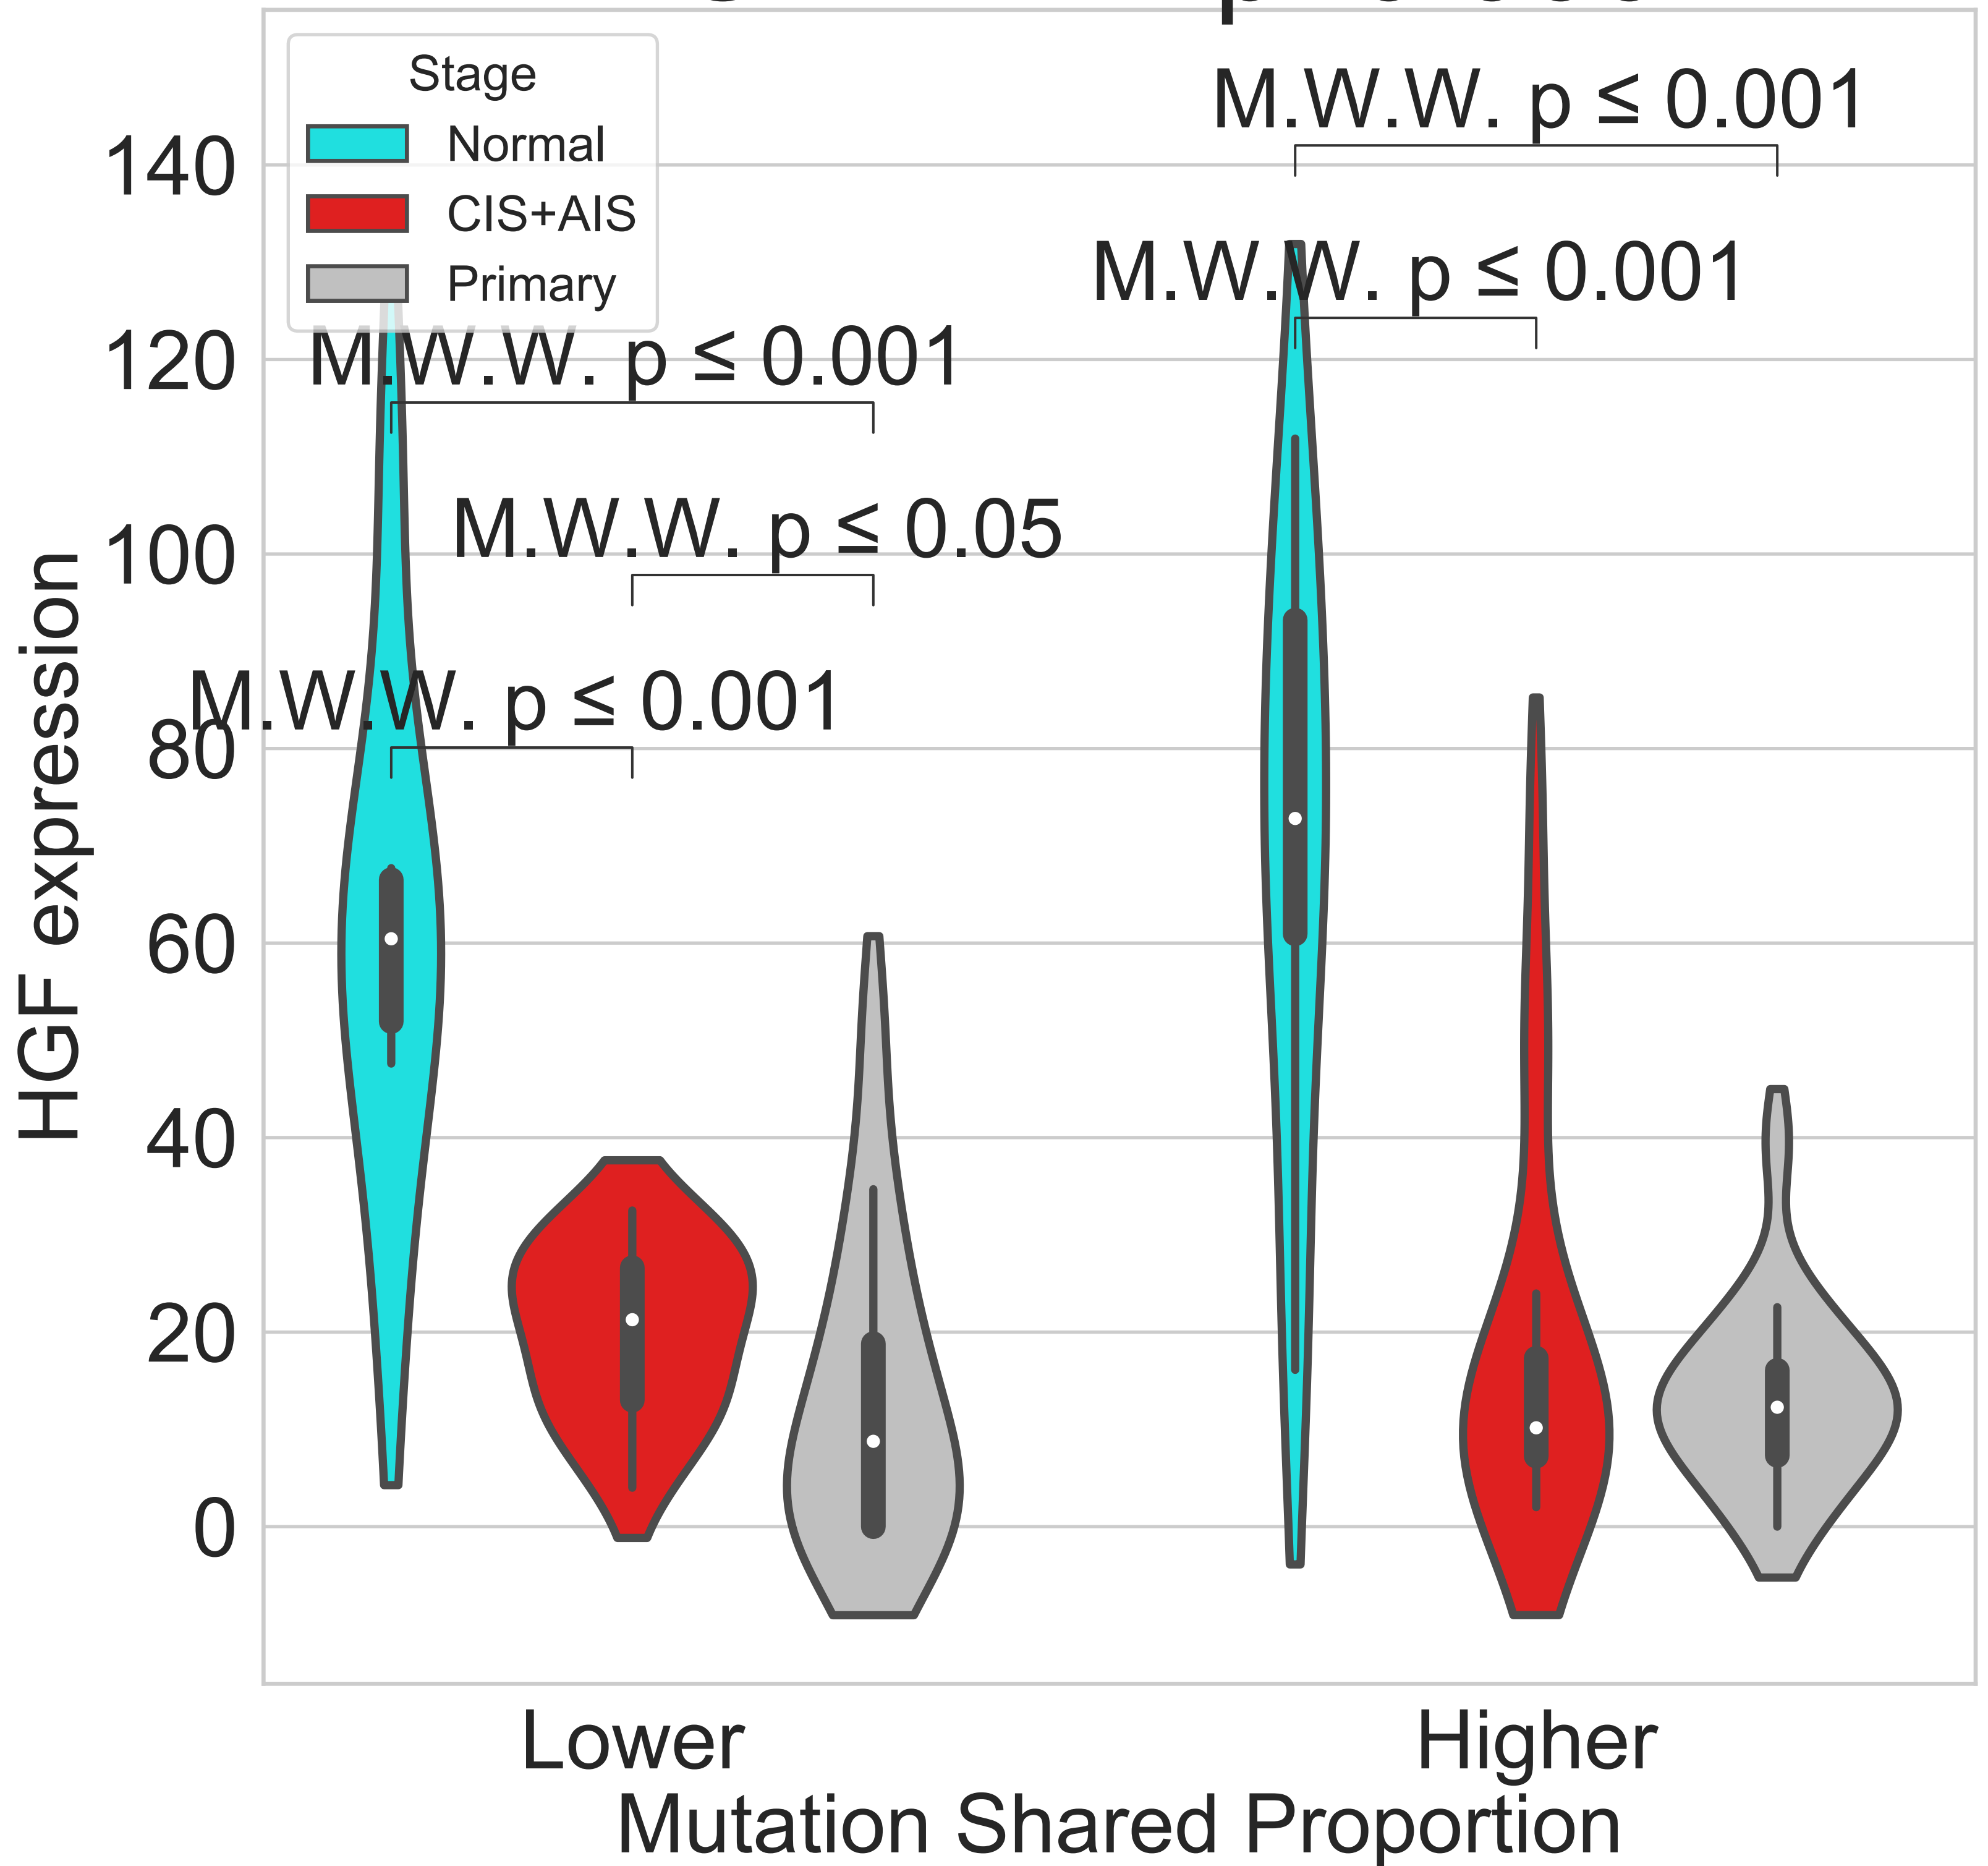 Stage
Normal
CIS+AIS
Primary
M.W.W. p ≤ 0.001
M.W.W. p ≤ 0.001
M.W.W. p ≤ 0.001
M.W.W. p ≤ 0.05
M.W.W. p ≤ 0.001
140
120
100
80
60
40
20
0
HGF expression
Lower
Higher
Mutation Shared Proportion